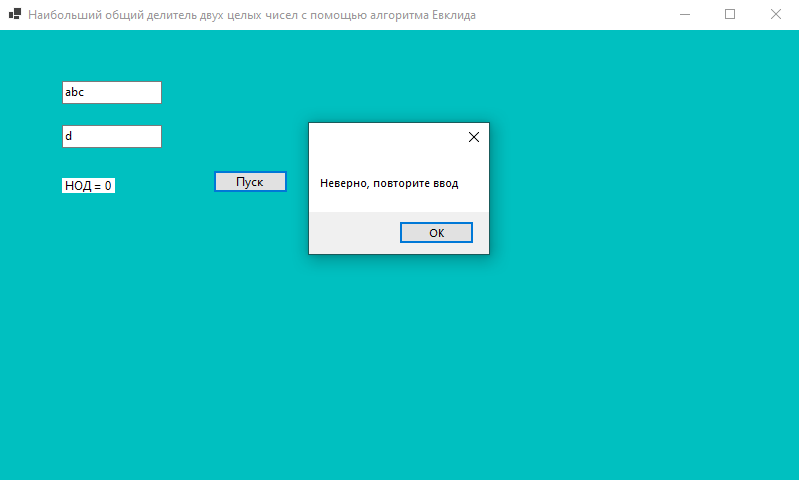 Наибольший общий делитель двух целых чисел с помощью алгоритма Евклида
abc
d
НОД = 0
Пуск
Неверно, повторите ввод
OK